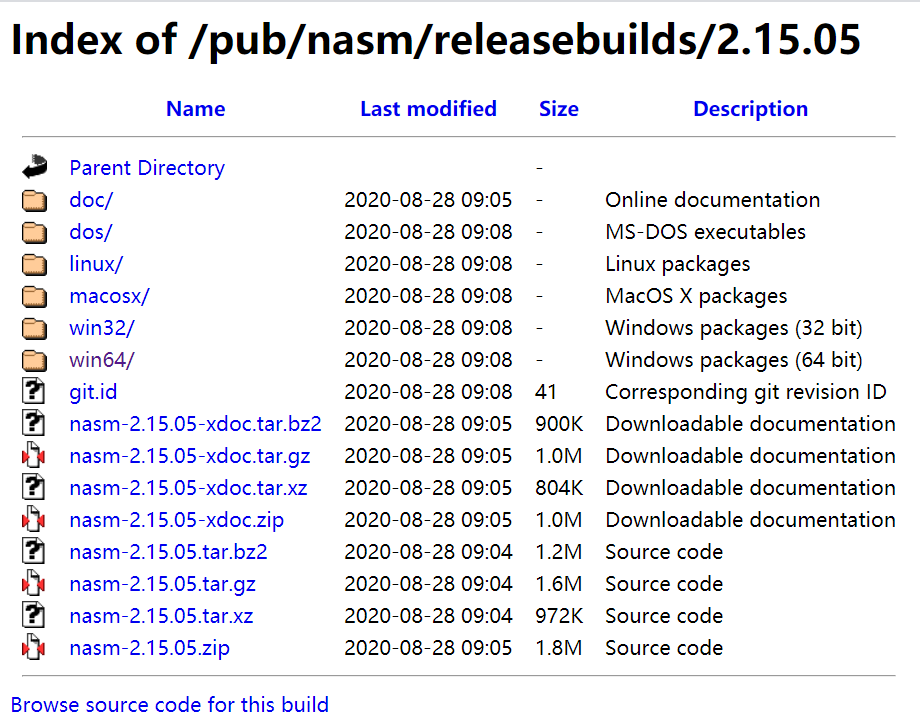 Index of /pub/nasm/releasebuilds/2.15.05
Name Last modified Size Description
Parent Directory -
doc/ 2020-08-28 09:05 - Online documentation
dos/ 2020-08-28 09:08 - MS-DOS executables
linux/ 2020-08-28 09:08 - Linux packages
macosx/ 2020-08-28 09:08 - MacOS X packages
win32/ 2020-08-28 09:08 - Windows packages (32 bit)
win64/ 2020-08-28 09:08 - Windows packages (64 bit)
git.id 2020-08-28 09:08 41 Corresponding git revision ID
nasm-2.15.05-xdoc.tar.bz2 2020-08-28 09:05 900K Downloadable documentation
nasm-2.15.05-xdoc.tar.gz 2020-08-28 09:05 1.0M Downloadable documentation
nasm-2.15.05-xdoc.tar.xz 2020-08-28 09:05 804K Downloadable documentation
nasm-2.15.05-xdoc.zip 2020-08-28 09:05 1.0M Downloadable documentation
nasm-2.15.05.tar.bz2 2020-08-28 09:04 1.2M Source code
nasm-2.15.05.tar.gz 2020-08-28 09:04 1.6M Source code
nasm-2.15.05.tar.xz 2020-08-28 09:04 972K Source code
nasm-2.15.05.zip 2020-08-28 09:05 1.8M Source code
Browse source code for this build